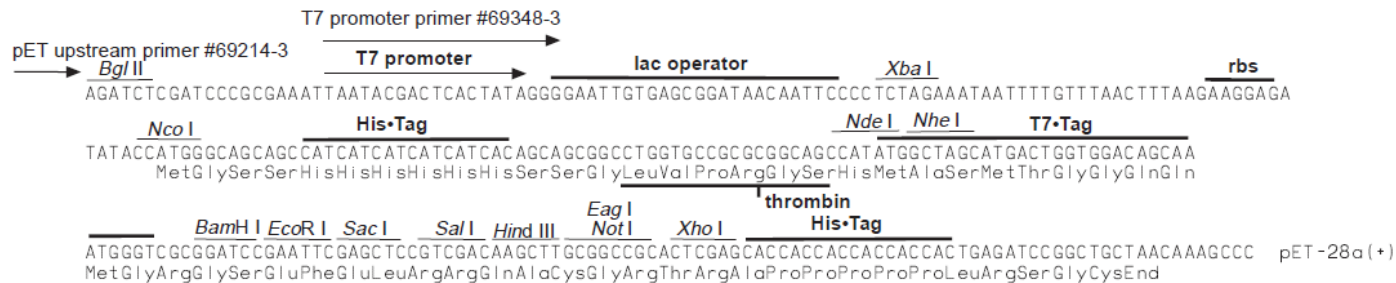 T7 promoter primer #69348-3
pET upstream primer #69214-3
Bgl II T7 promoter lac operator Xba I rbs
AGATCTCGATCCCGCGAAATTAATACGACTCACTATAGGGGAATTGTGAGCGGATAACAATTCCCCTCTAGAAATAATTTTGTTTAACTTTAAGAAGGAGA
Nco I His•Tag Nde I Nhe I T7•Tag
TATACCATGGGCAGCAGCCATCATCATCATCATCACAGCAGCGGCCTGGTGCCGCGCGGCAGCCATATGGCTAGCATGACTGGTGGACAGCAA
MetGlySerSerHisHisHisHisHisHisSerSerGlyLeuValProArgGlySerHisMetAlaSerMetThrGlyGlyGlnGln
thrombin
Eag I
BamH I EcoR I Sac I Sal I Hind III Not I Xho I His•Tag
ATGGGTCGCGGATCCGAATTCGAGCTCCGTCGACAAGCTTGCGGCCGCACTCGAGCACCACCACCACCACCACTGAGATCCGGCTGCTAACAAAGCCC pET-28a(+)
MetGlyArgGlySerGluPheGluLeuArgArgGlnAlaCysGlyArgThrArgAlaProProProProProLeuArgSerGlyCysEnd